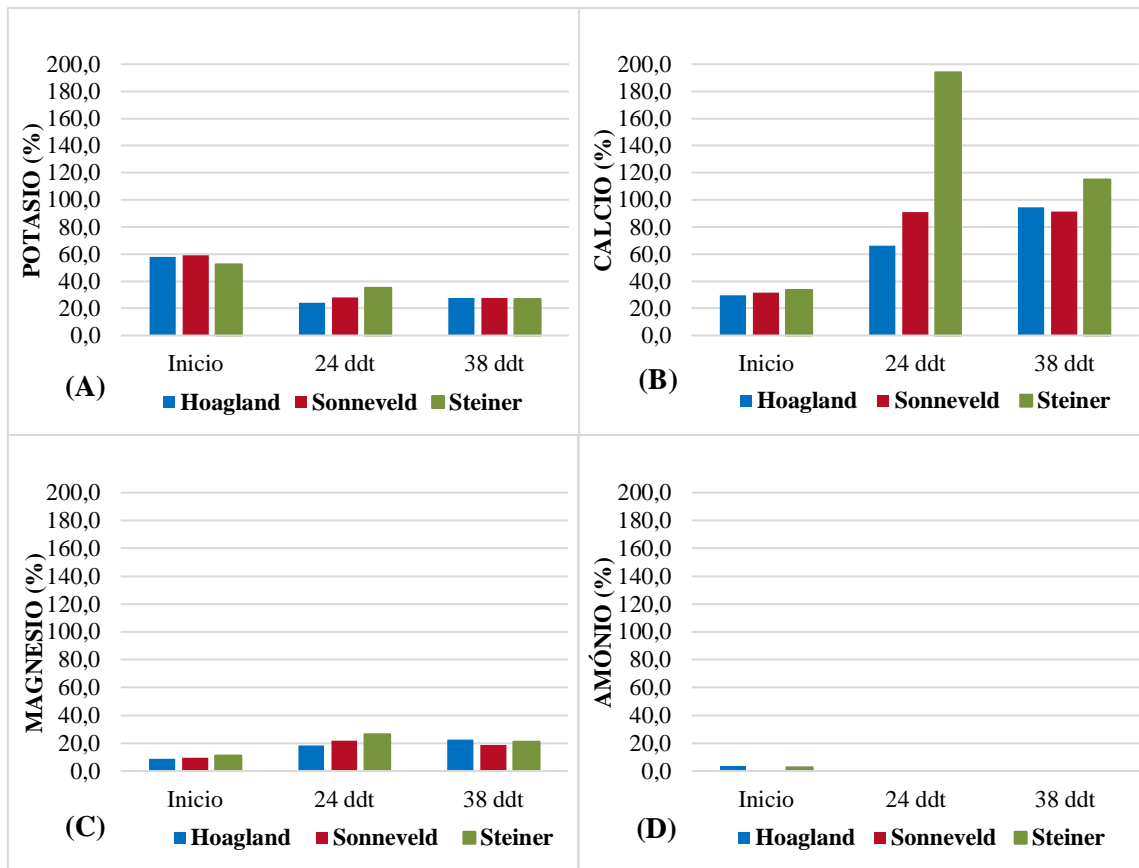 POTASIO (%)
200,0
180,0
160,0
140,0
120,0
100,0
80,0
60,0
40,0
20,0
0,0
Inicio 24 ddt 38 ddt
(A)
Hoagland Sonneveld Steiner
CALCIO (%)
200,0
180,0
160,0
140,0
120,0
100,0
80,0
60,0
40,0
20,0
0,0
Inicio 24 ddt 38 ddt
(B)
Hoagland Sonneveld Steiner
MAGNESIO (%)
200,0
180,0
160,0
140,0
120,0
100,0
80,0
60,0
40,0
20,0
0,0
Inicio 24 ddt 38 ddt
(C)
Hoagland Sonneveld Steiner
AMÓNIO (%)
200,0
180,0
160,0
140,0
120,0
100,0
80,0
60,0
40,0
20,0
0,0
Inicio 24 ddt 38 ddt
(D)
Hoagland Sonneveld Steiner